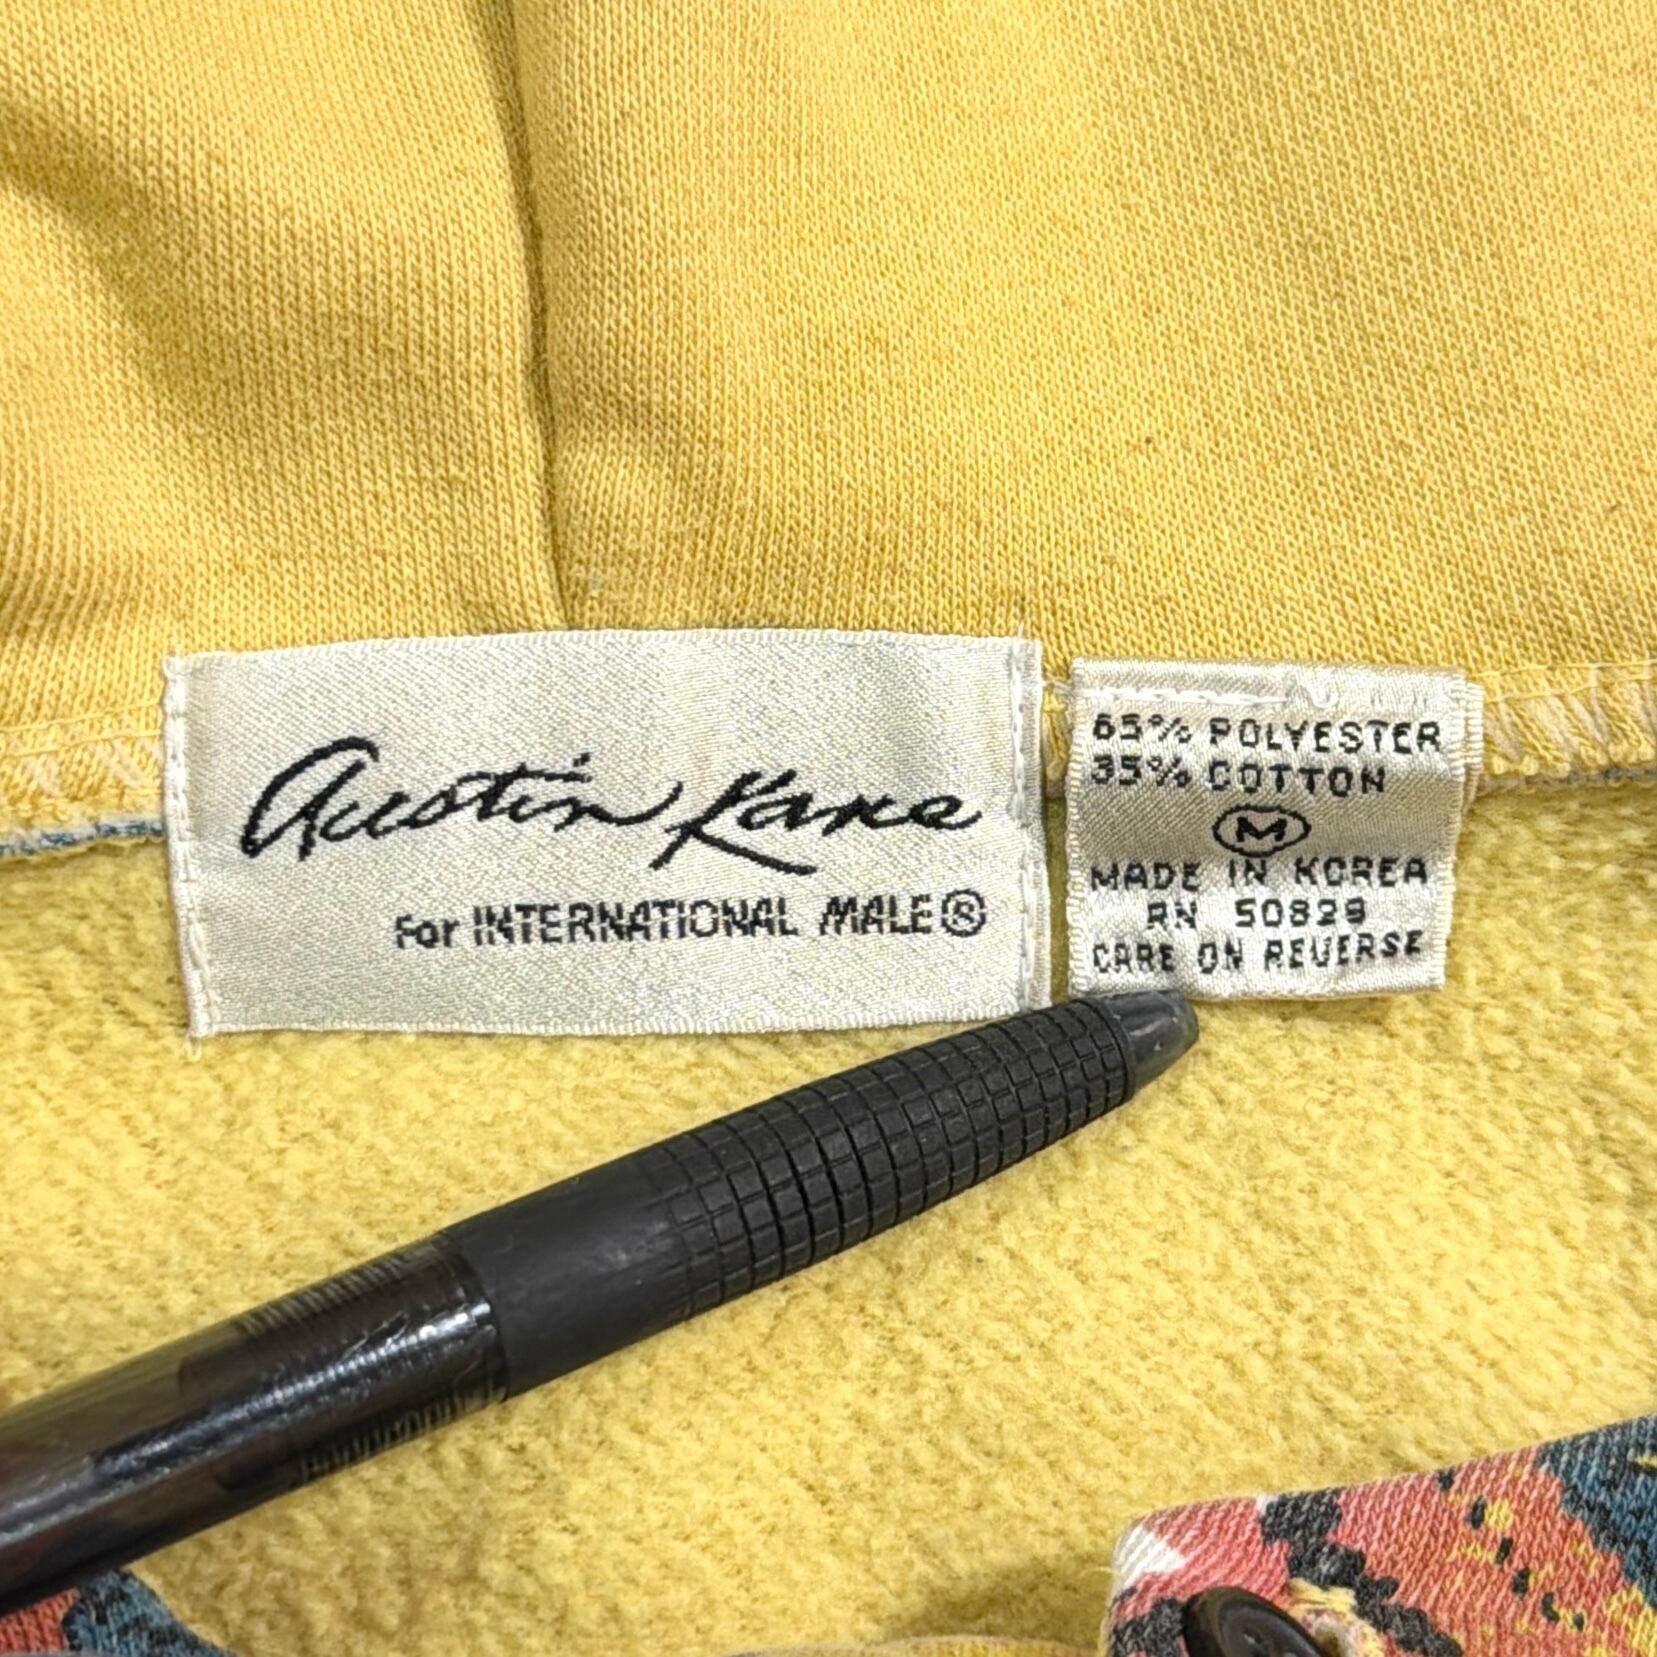 Austin Kane
For INTERNATIONAL MALE®
65% POLYESTER
35% COTTON
M
MADE IN KOREA
RN 50829
CARE ON REVERSE